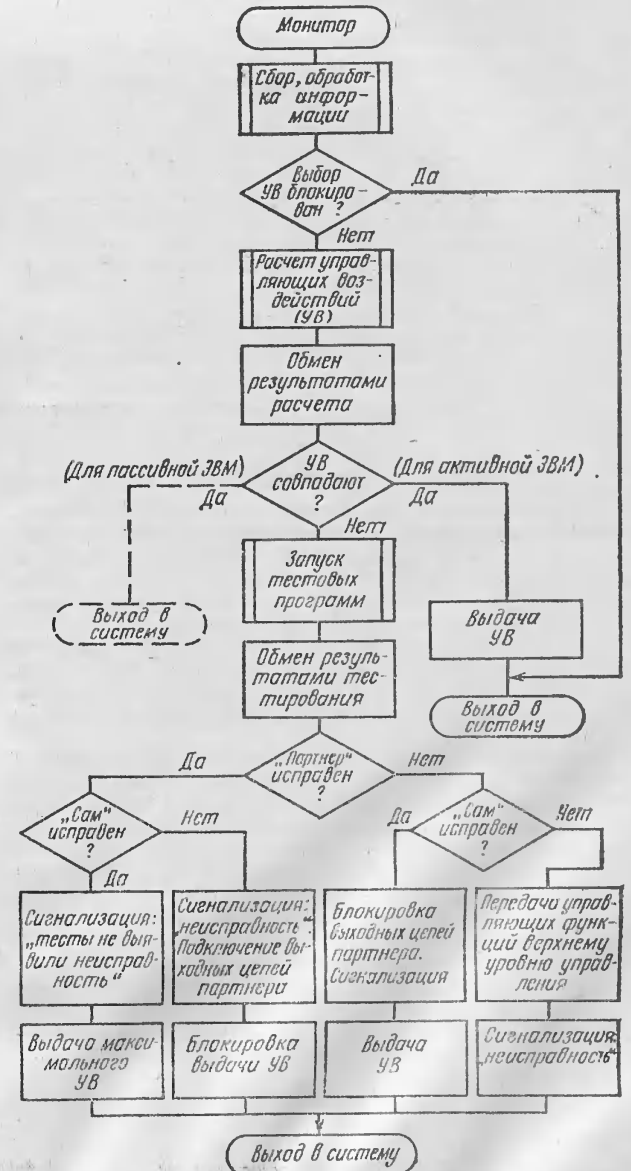 Монитор
Сбор, обработ-
ка инфор-
мации
Выбор
УВ блокиро-
ван ?
Да
Нет
Расчет управ-
ляющих воз-
действий
(УВ)
Обмен
результатами
расчета
(Для пассивной ЭВМ)
УВ
совпадают
?
(Для активной ЭВМ)
Да
Да
Нет
Запуск
тестовых
программ
Выход в
систему
Выдача
УВ
Обмен резуль-
татами тес-
тирования
Выход в
систему
Да
„Партнер“
исправен
?
Нет
„Сам“
исправен
?
Нет
Да
Да
„Сам“
исправен
?
Нет
Сигнализация:
„тесты не выя-
вили неисправ-
ность“
Сигнализация:
„неисправность“.
Подключение вы-
ходных цепей
партнера
Блокировка
выходных цепей
партнера.
Сигнализация
Передача управ-
ляющих функ-
ций верхнему
уровню управ-
ления
Выдача макси-
мального
УВ
Блокировка
выдачи УВ
Выдача
УВ
Сигнализация:
„неисправность“
Выход в систему